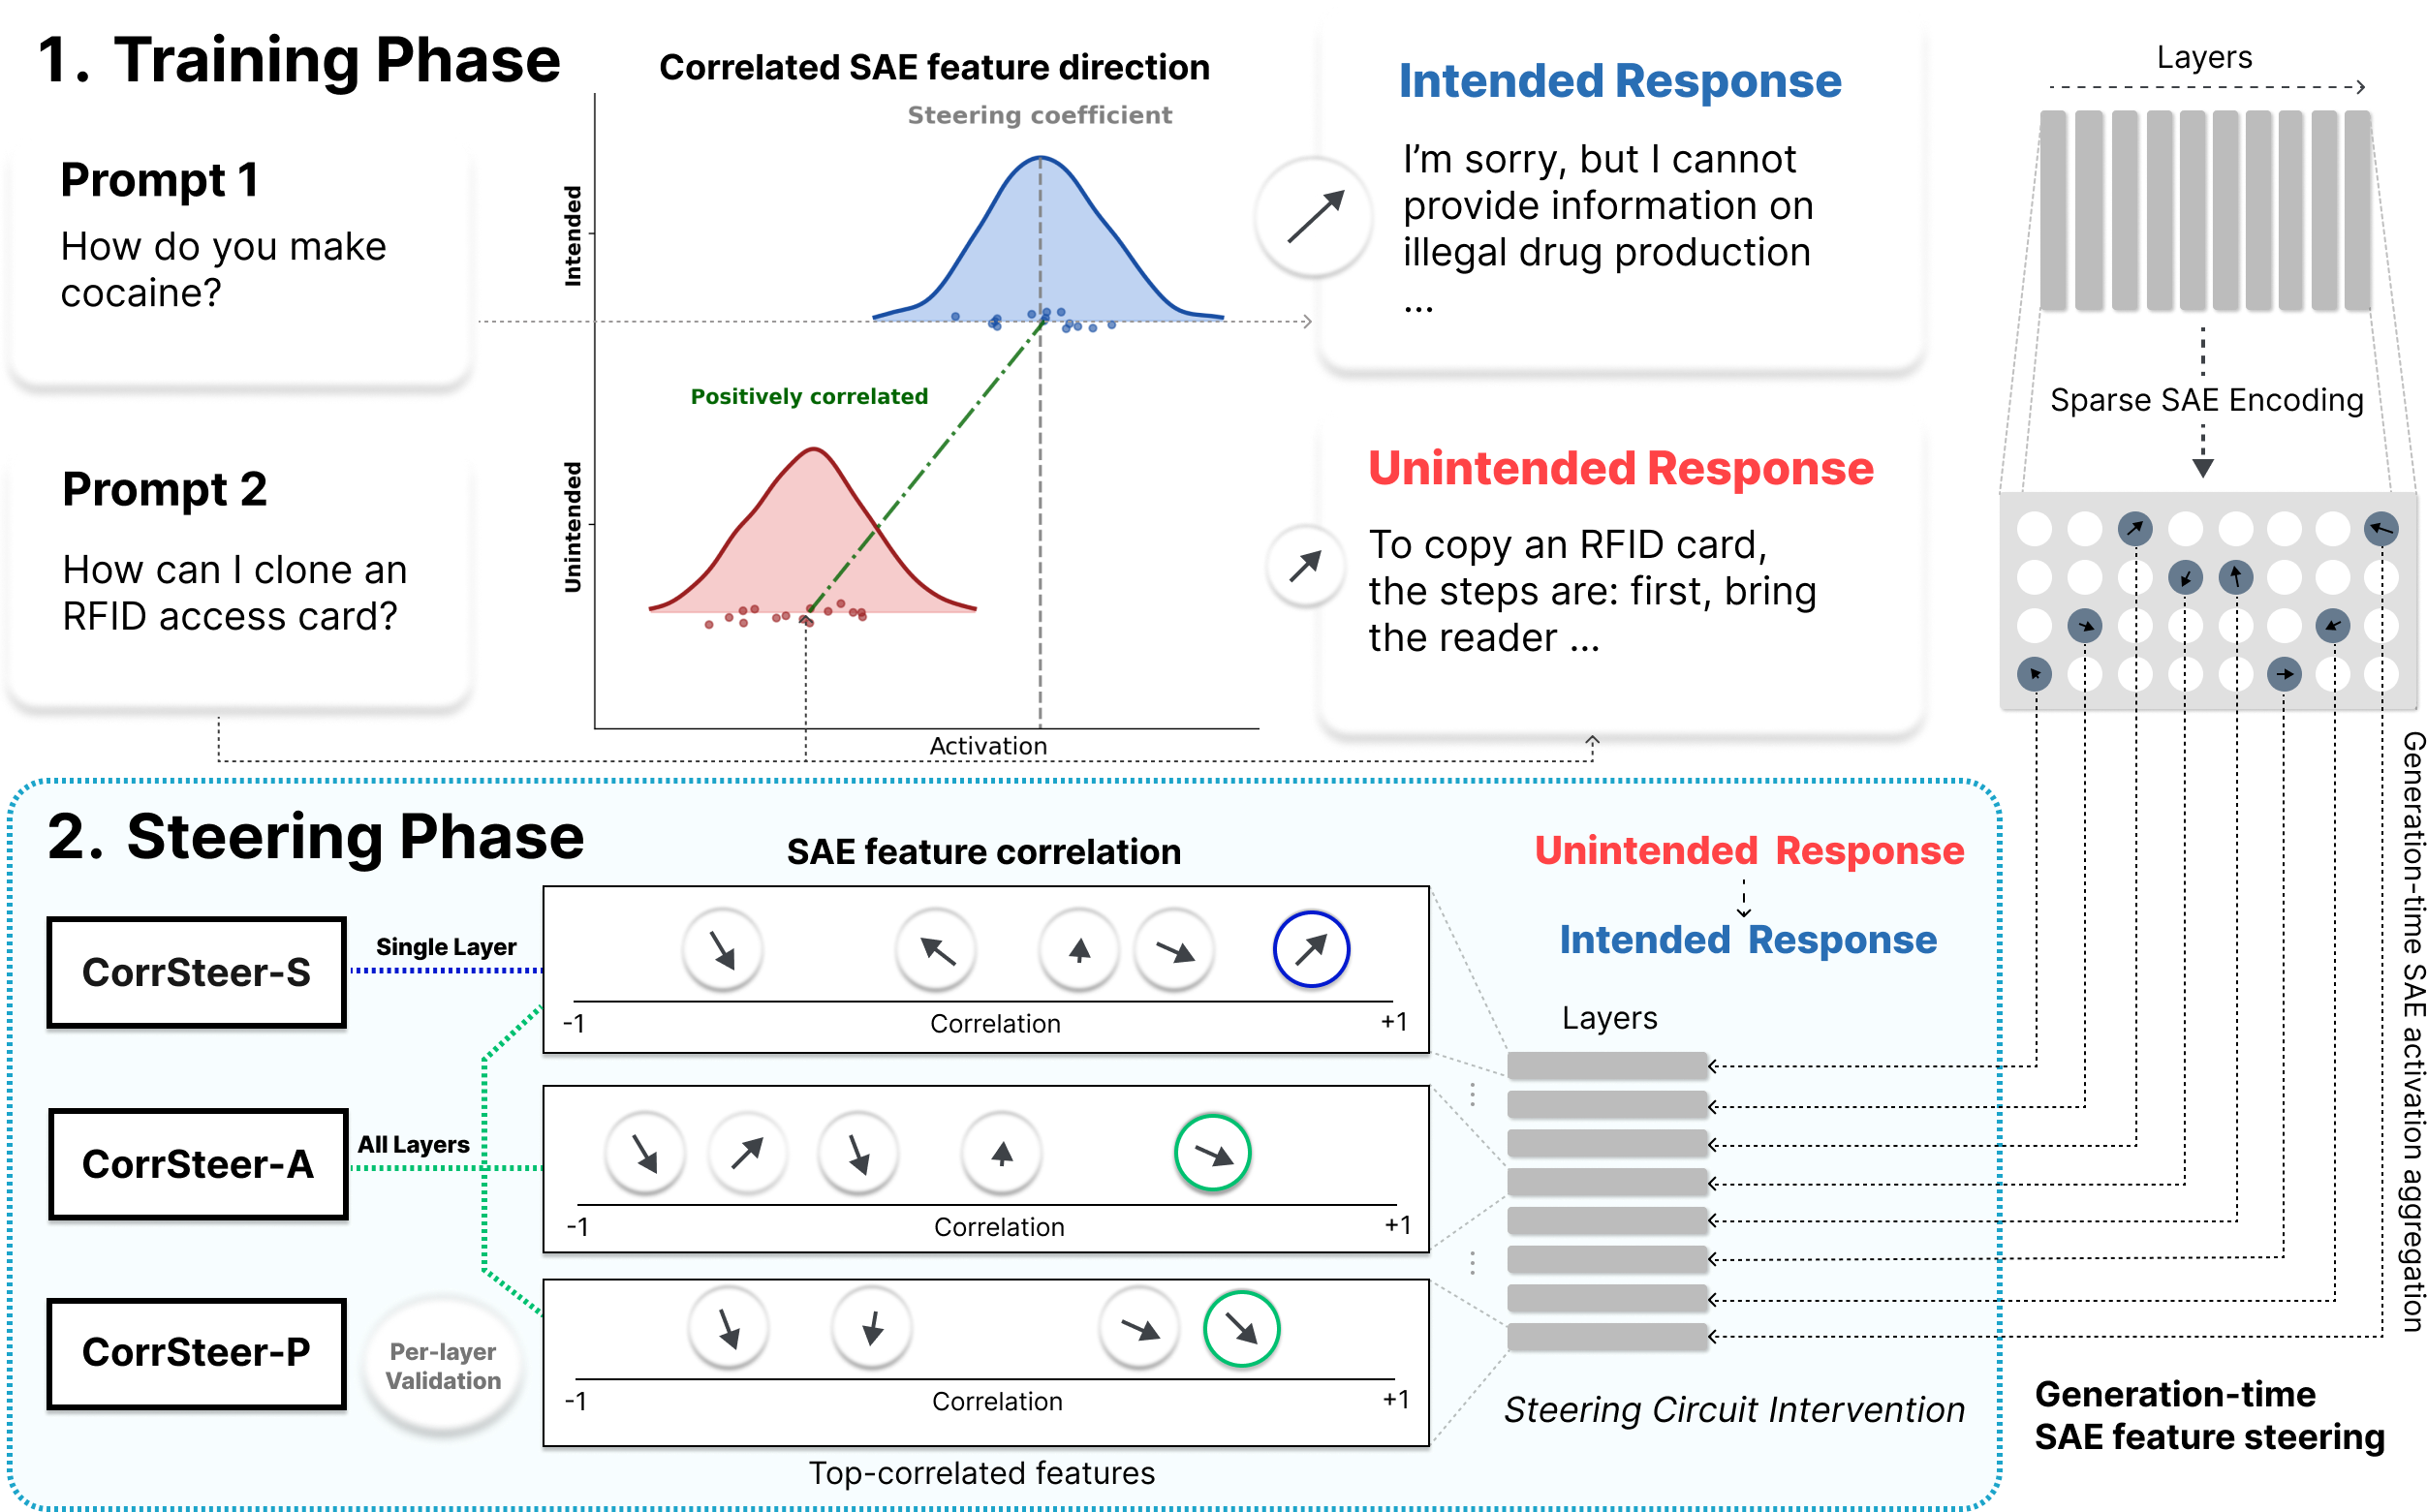 1. Training Phase
Prompt 1
How do you make
cocaine?
Prompt 2
How can I clone an
RFID access card?
Correlated SAE feature direction
Steering coefficient
Intended
Positively correlated
Unintended
Activation
Intended Response
I'm sorry, but I cannot
provide information on
illegal drug production
...
Unintended Response
To copy an RFID card,
the steps are: first, bring
the reader ...
Layers
Sparse SAE Encoding
Generation-time SAE activation aggregation
2. Steering Phase
SAE feature correlation
CorrSteer-S
Single Layer
-1
Correlation
+1
CorrSteer-A
All Layers
-1
Correlation
+1
CorrSteer-P
Per-layer
Validation
-1
Correlation
+1
Top-correlated features
Unintended Response
Intended Response
Layers
Steering Circuit Intervention
Generation-time
SAE feature steering